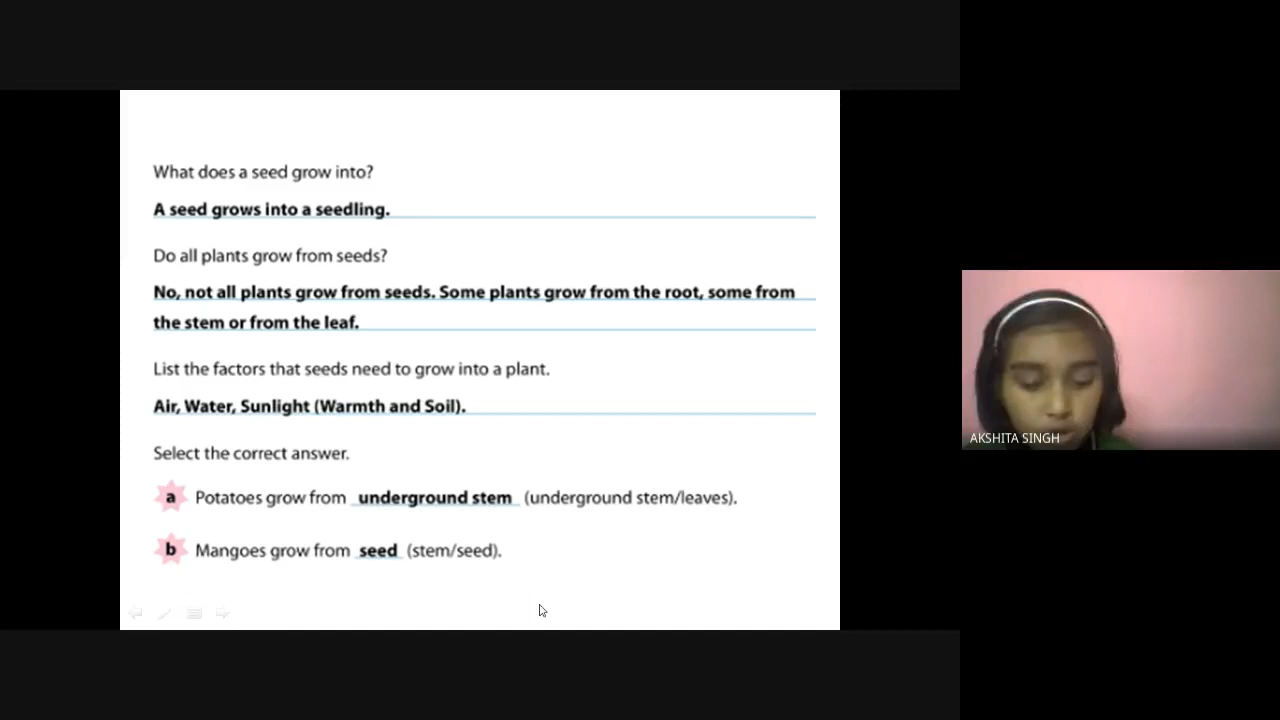 What does a seed grow into?
A seed grows into a seedling.
Do all plants grow from seeds?
No, not all plants grow from seeds. Some plants grow from the root, some from
the stem or from the leaf.
List the factors that seeds need to grow into a plant.
Air, Water, Sunlight (Warmth and Soil).
Select the correct answer.
a Potatoes grow from underground stem (underground stem/leaves).
b Mangoes grow from seed (stem/seed).
AKSHITA SINGH